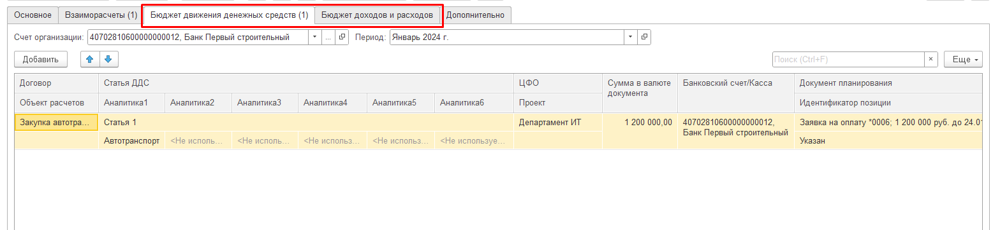 Основное Взаиморасчеты (1) Бюджет движения денежных средств (1) Бюджет доходов и расходов Дополнительно
Счет организации: 40702810600000000012, Банк Первый строительный ... Период: Январь 2024 г.
Добавить Поиск (Ctrl+F) × Еще
Договор Статья ДДС ЦФО Сумма в валюте документа Банковский счет/Касса Документ планирования
Объект расчетов Аналитика1 Аналитика2 Аналитика3 Аналитика4 Аналитика5 Аналитика6 Проект Идентификатор позиции
Закупка автотра... Статья 1 Департамент ИТ 1 200 000,00 40702810600000000012, Банк Первый строительный Заявка на оплату *0006; 1 200 000 руб. до 24.01
Автотранспорт <Не исполь... <Не исполь... <Не использ... <Не использ... <Не используе... Указан